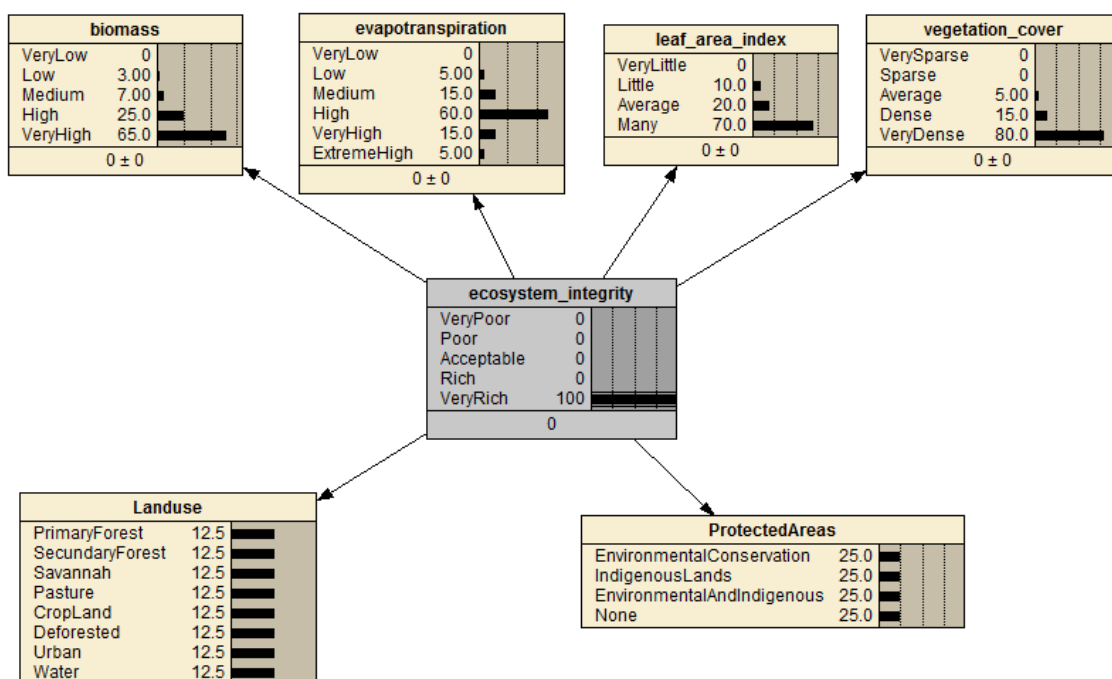 biomass
VeryLow 0
Low 3.00
Medium 7.00
High 25.0
VeryHigh 65.0
0 ± 0
evapotranspiration
VeryLow 0
Low 5.00
Medium 15.0
High 60.0
VeryHigh 15.0
ExtremeHigh 5.00
0 ± 0
leaf_area_index
VeryLittle 0
Little 10.0
Average 20.0
Many 70.0
0 ± 0
vegetation_cover
VerySparse 0
Sparse 0
Average 5.00
Dense 15.0
VeryDense 80.0
0 ± 0
ecosystem_integrity
VeryPoor 0
Poor 0
Acceptable 0
Rich 0
VeryRich 100
0
Landuse
PrimaryForest 12.5
SecundaryForest 12.5
Savannah 12.5
Pasture 12.5
CropLand 12.5
Deforested 12.5
Urban 12.5
Water 12.5
ProtectedAreas
EnvironmentalConservation 25.0
IndigenousLands 25.0
EnvironmentalAndIndigenous 25.0
None 25.0